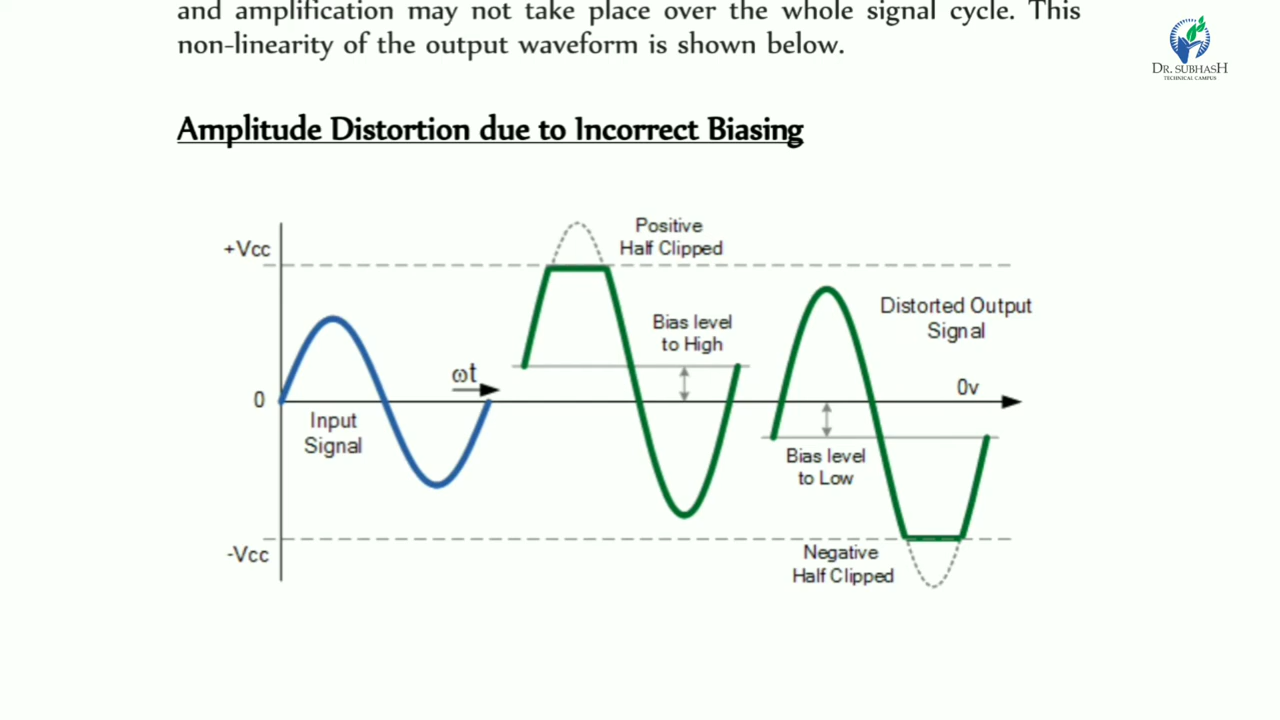 and amplification may not take place over the whole signal cycle. This
non-linearity of the output waveform is shown below.
DR. SUBHASH
TECHNICAL CAMPUS
Amplitude Distortion due to Incorrect Biasing
Positive
Half Clipped
+Vcc
Bias level
to High
Distorted Output
Signal
ωt
0v
0
Input
Signal
Bias level
to Low
-Vcc
Negative
Half Clipped